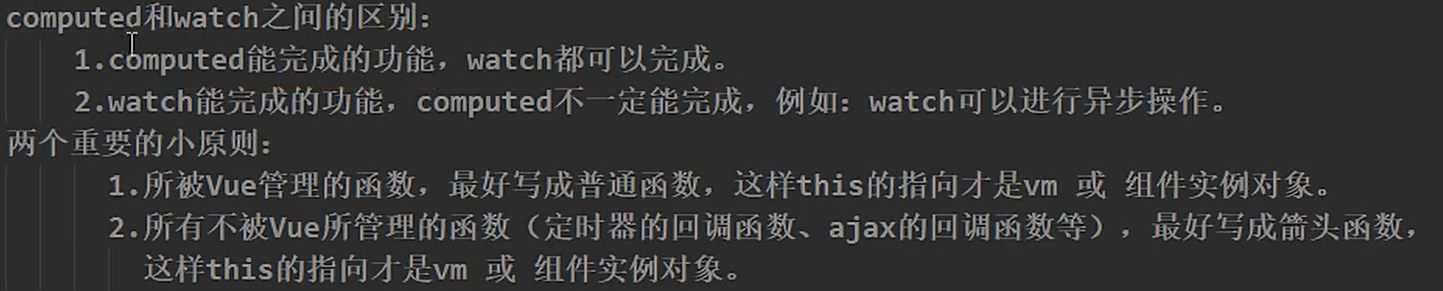 computed和watch之间的区别：
1.computed能完成的功能，watch都可以完成。
2.watch能完成的功能，computed不一定能完成，例如：watch可以进行异步操作。
两个重要的小原则：
1.所被Vue管理的函数，最好写成普通函数，这样this的指向才是vm 或 组件实例对象。
2.所有不被Vue所管理的函数（定时器的回调函数、ajax的回调函数等），最好写成箭头函数，
这样this的指向才是vm 或 组件实例对象。